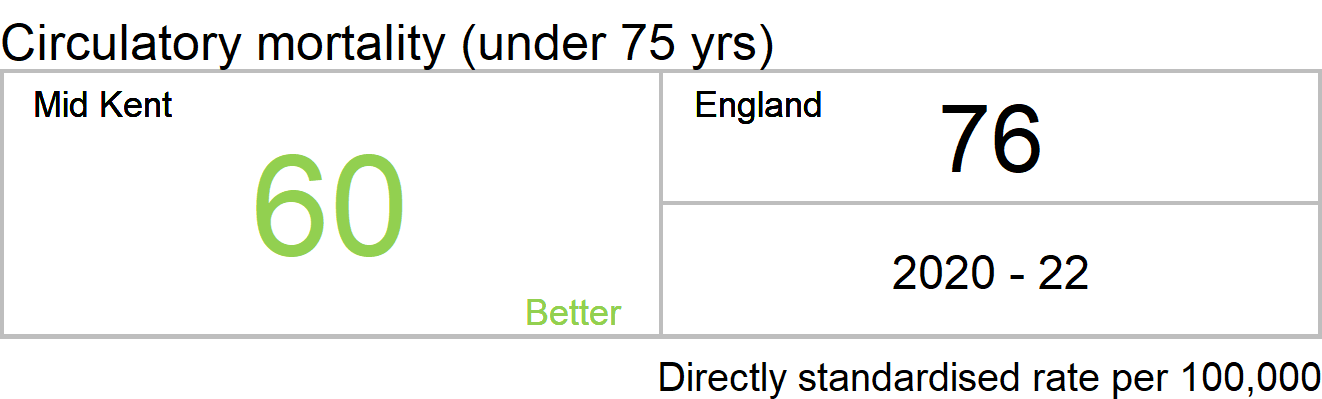 Circulatory mortality (under 75 yrs)
Mid Kent
60
Better
England
76
2020 - 22
Directly standardised rate per 100,000